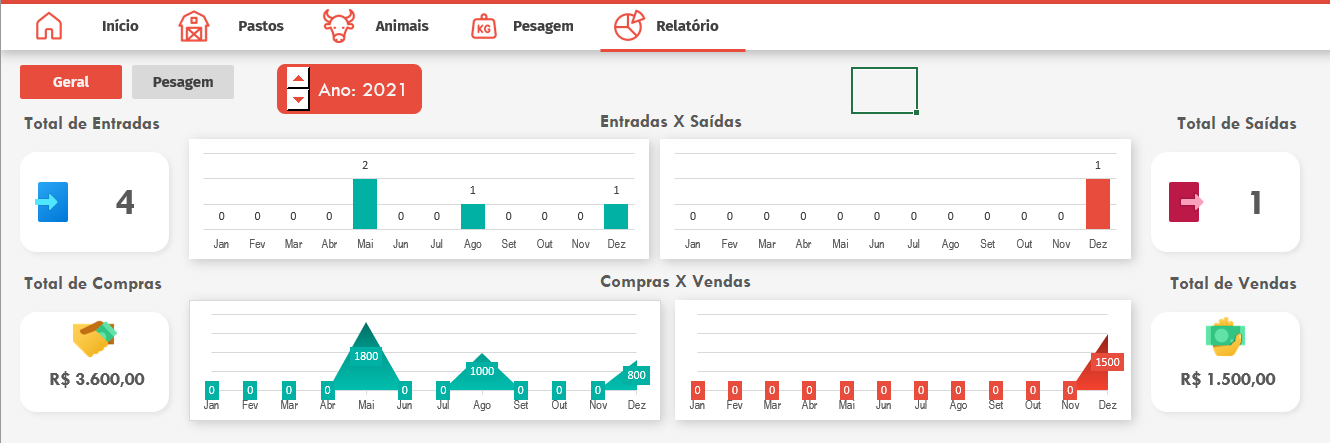 Início Pastos Animais KG Pesagem Relatório
Geral Pesagem Ano: 2021
Total de Entradas Entradas X Saídas Total de Saídas
4
2 1 1
0 0 0 0 0 0 0 0 0
Jan Fev Mar Abr Mai Jun Jul Ago Set Out Nov Dez
1
0 0 0 0 0 0 0 0 0 0 0
Jan Fev Mar Abr Mai Jun Jul Ago Set Out Nov Dez
1
Total de Compras Compras X Vendas Total de Vendas
R$ 3.600,00
1800 1000 800
0 0 0 0 0 0 0 0 0
Jan Fev Mar Abr Mai Jun Jul Ago Set Out Nov Dez
1500
0 0 0 0 0 0 0 0 0 0 0
Jan Fev Mar Abr Mai Jun Jul Ago Set Out Nov Dez
R$ 1.500,00